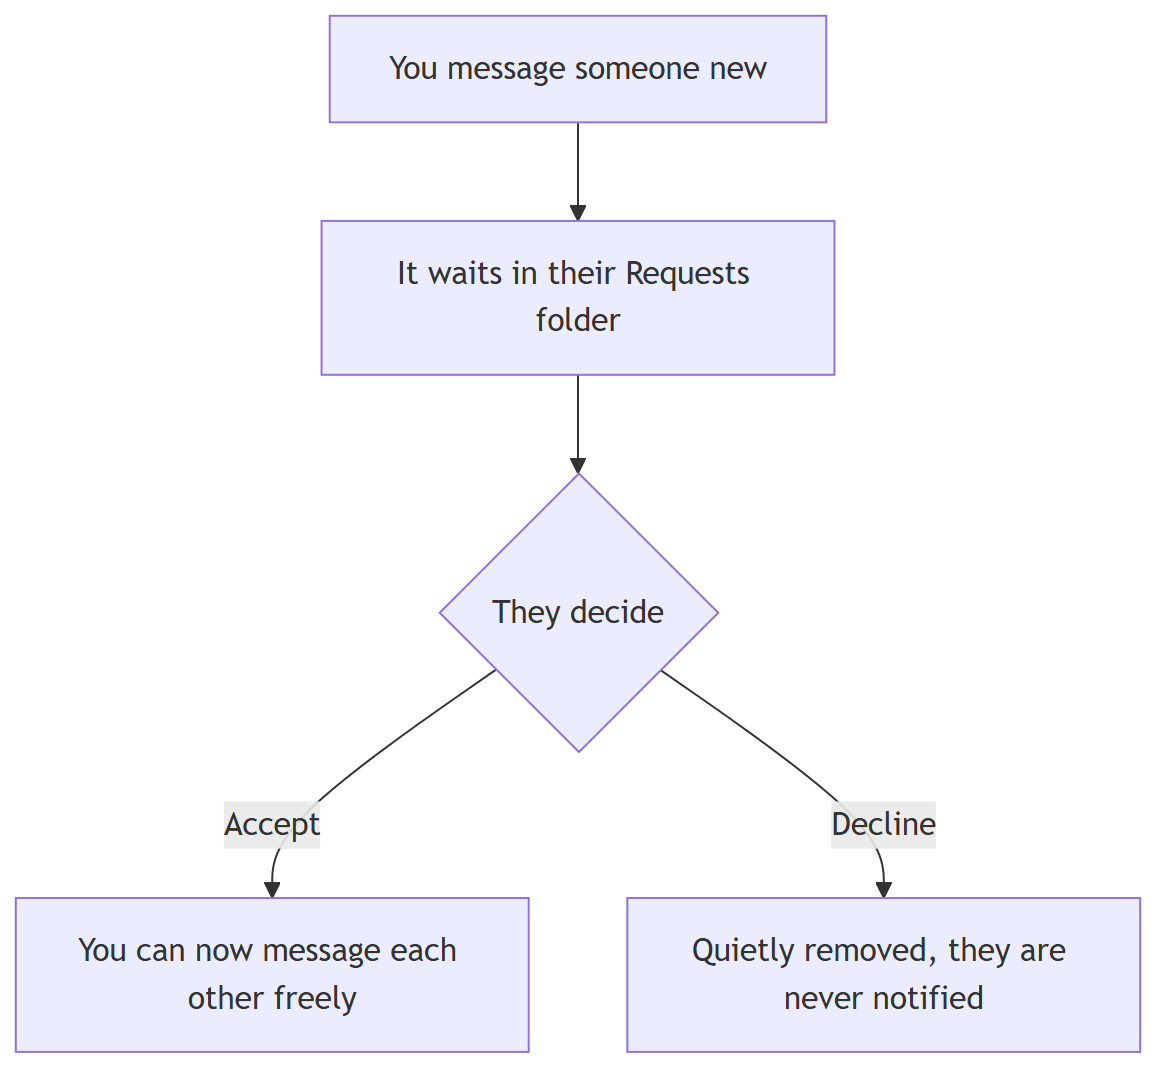 You message someone new
It waits in their Requests
folder
They decide
Accept
Decline
You can now message each
other freely
Quietly removed, they are
never notified